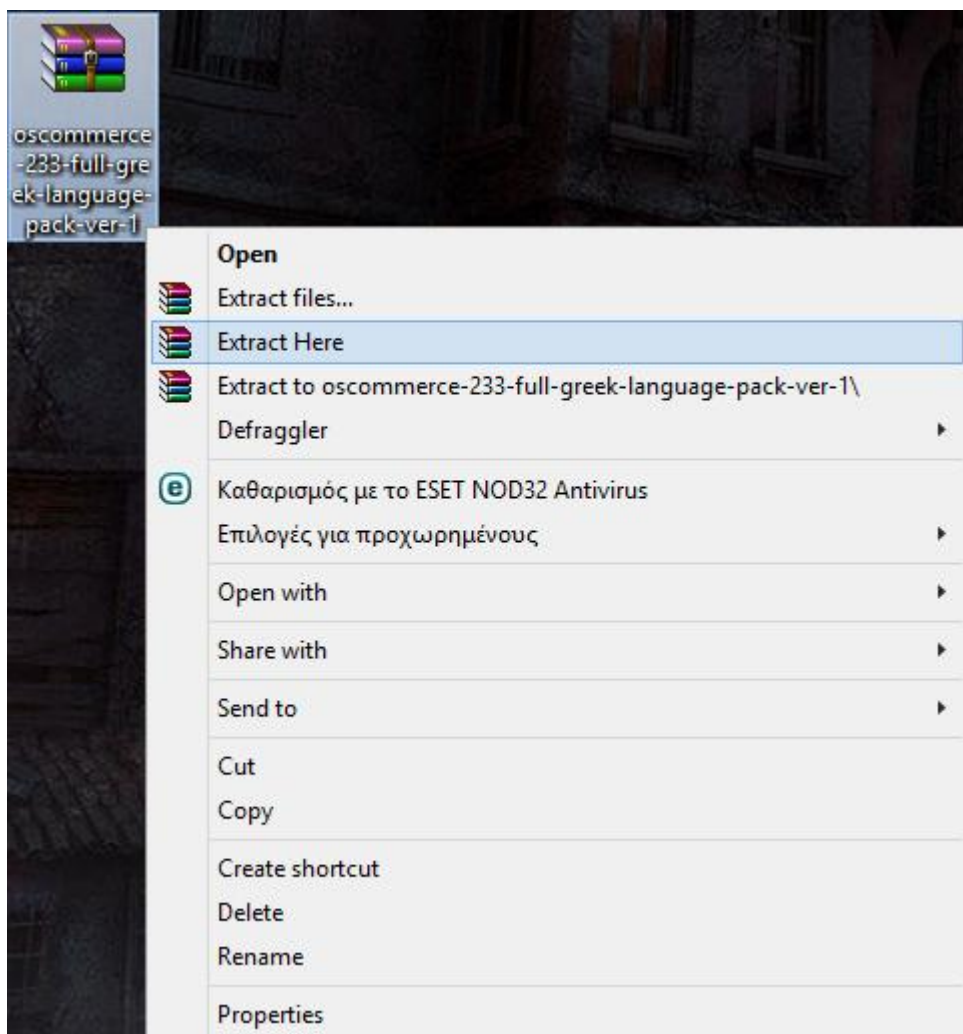 oscommerce
-233-full-gre
ek-language-
pack-ver-1
Open
Extract files...
Extract Here
Extract to oscommerce-233-full-greek-language-pack-ver-1\
Defraggler
Καθαρισμός με το ESET NOD32 Antivirus
Επιλογές για προχωρημένους
Open with
Share with
Send to
Cut
Copy
Create shortcut
Delete
Rename
Properties